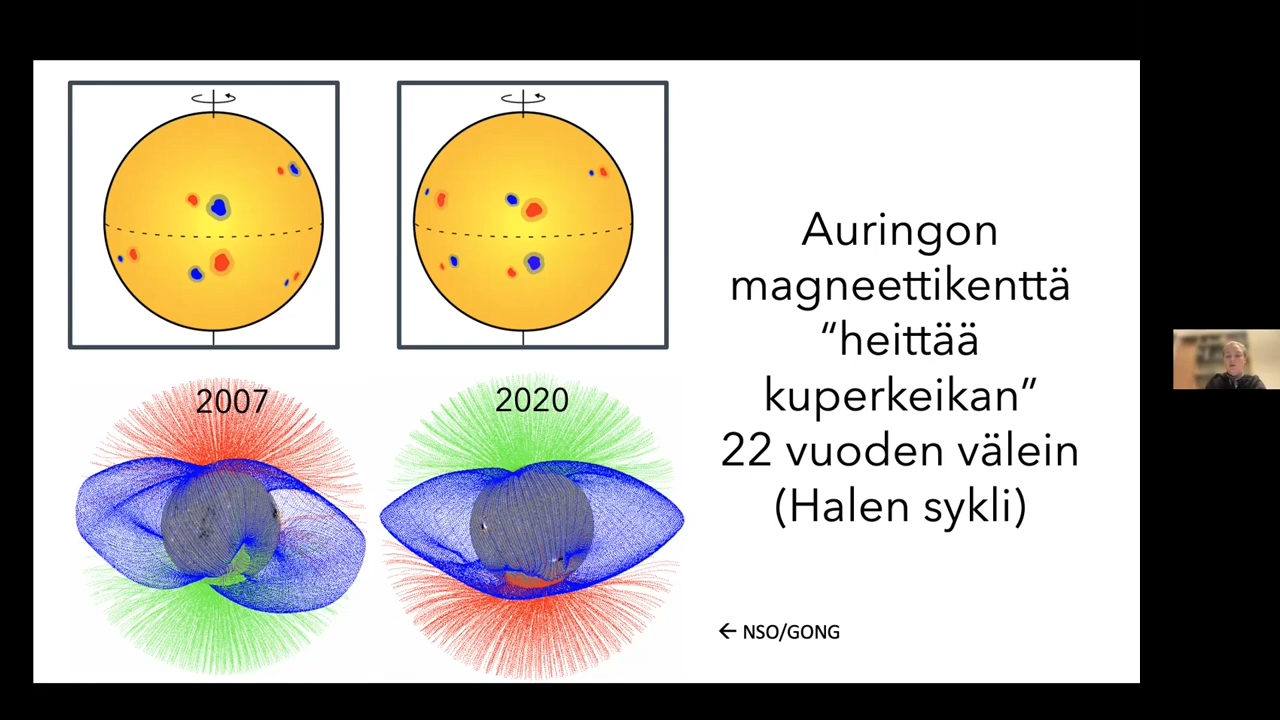 2007
2020
Auringon
magneettikenttä
“heittää
kuperkeikan”
22 vuoden välein
(Halen sykli)
← NSO/GONG